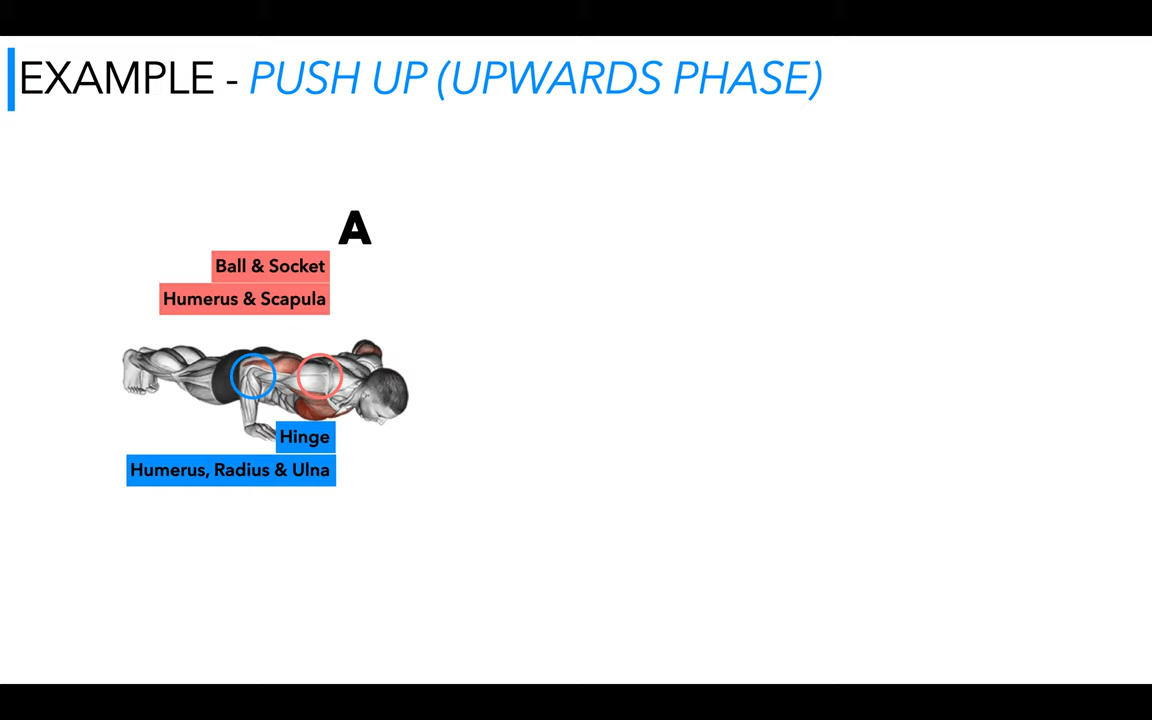 EXAMPLE - PUSH UP (UPWARDS PHASE)
A
Ball & Socket
Humerus & Scapula
Hinge
Humerus, Radius & Ulna